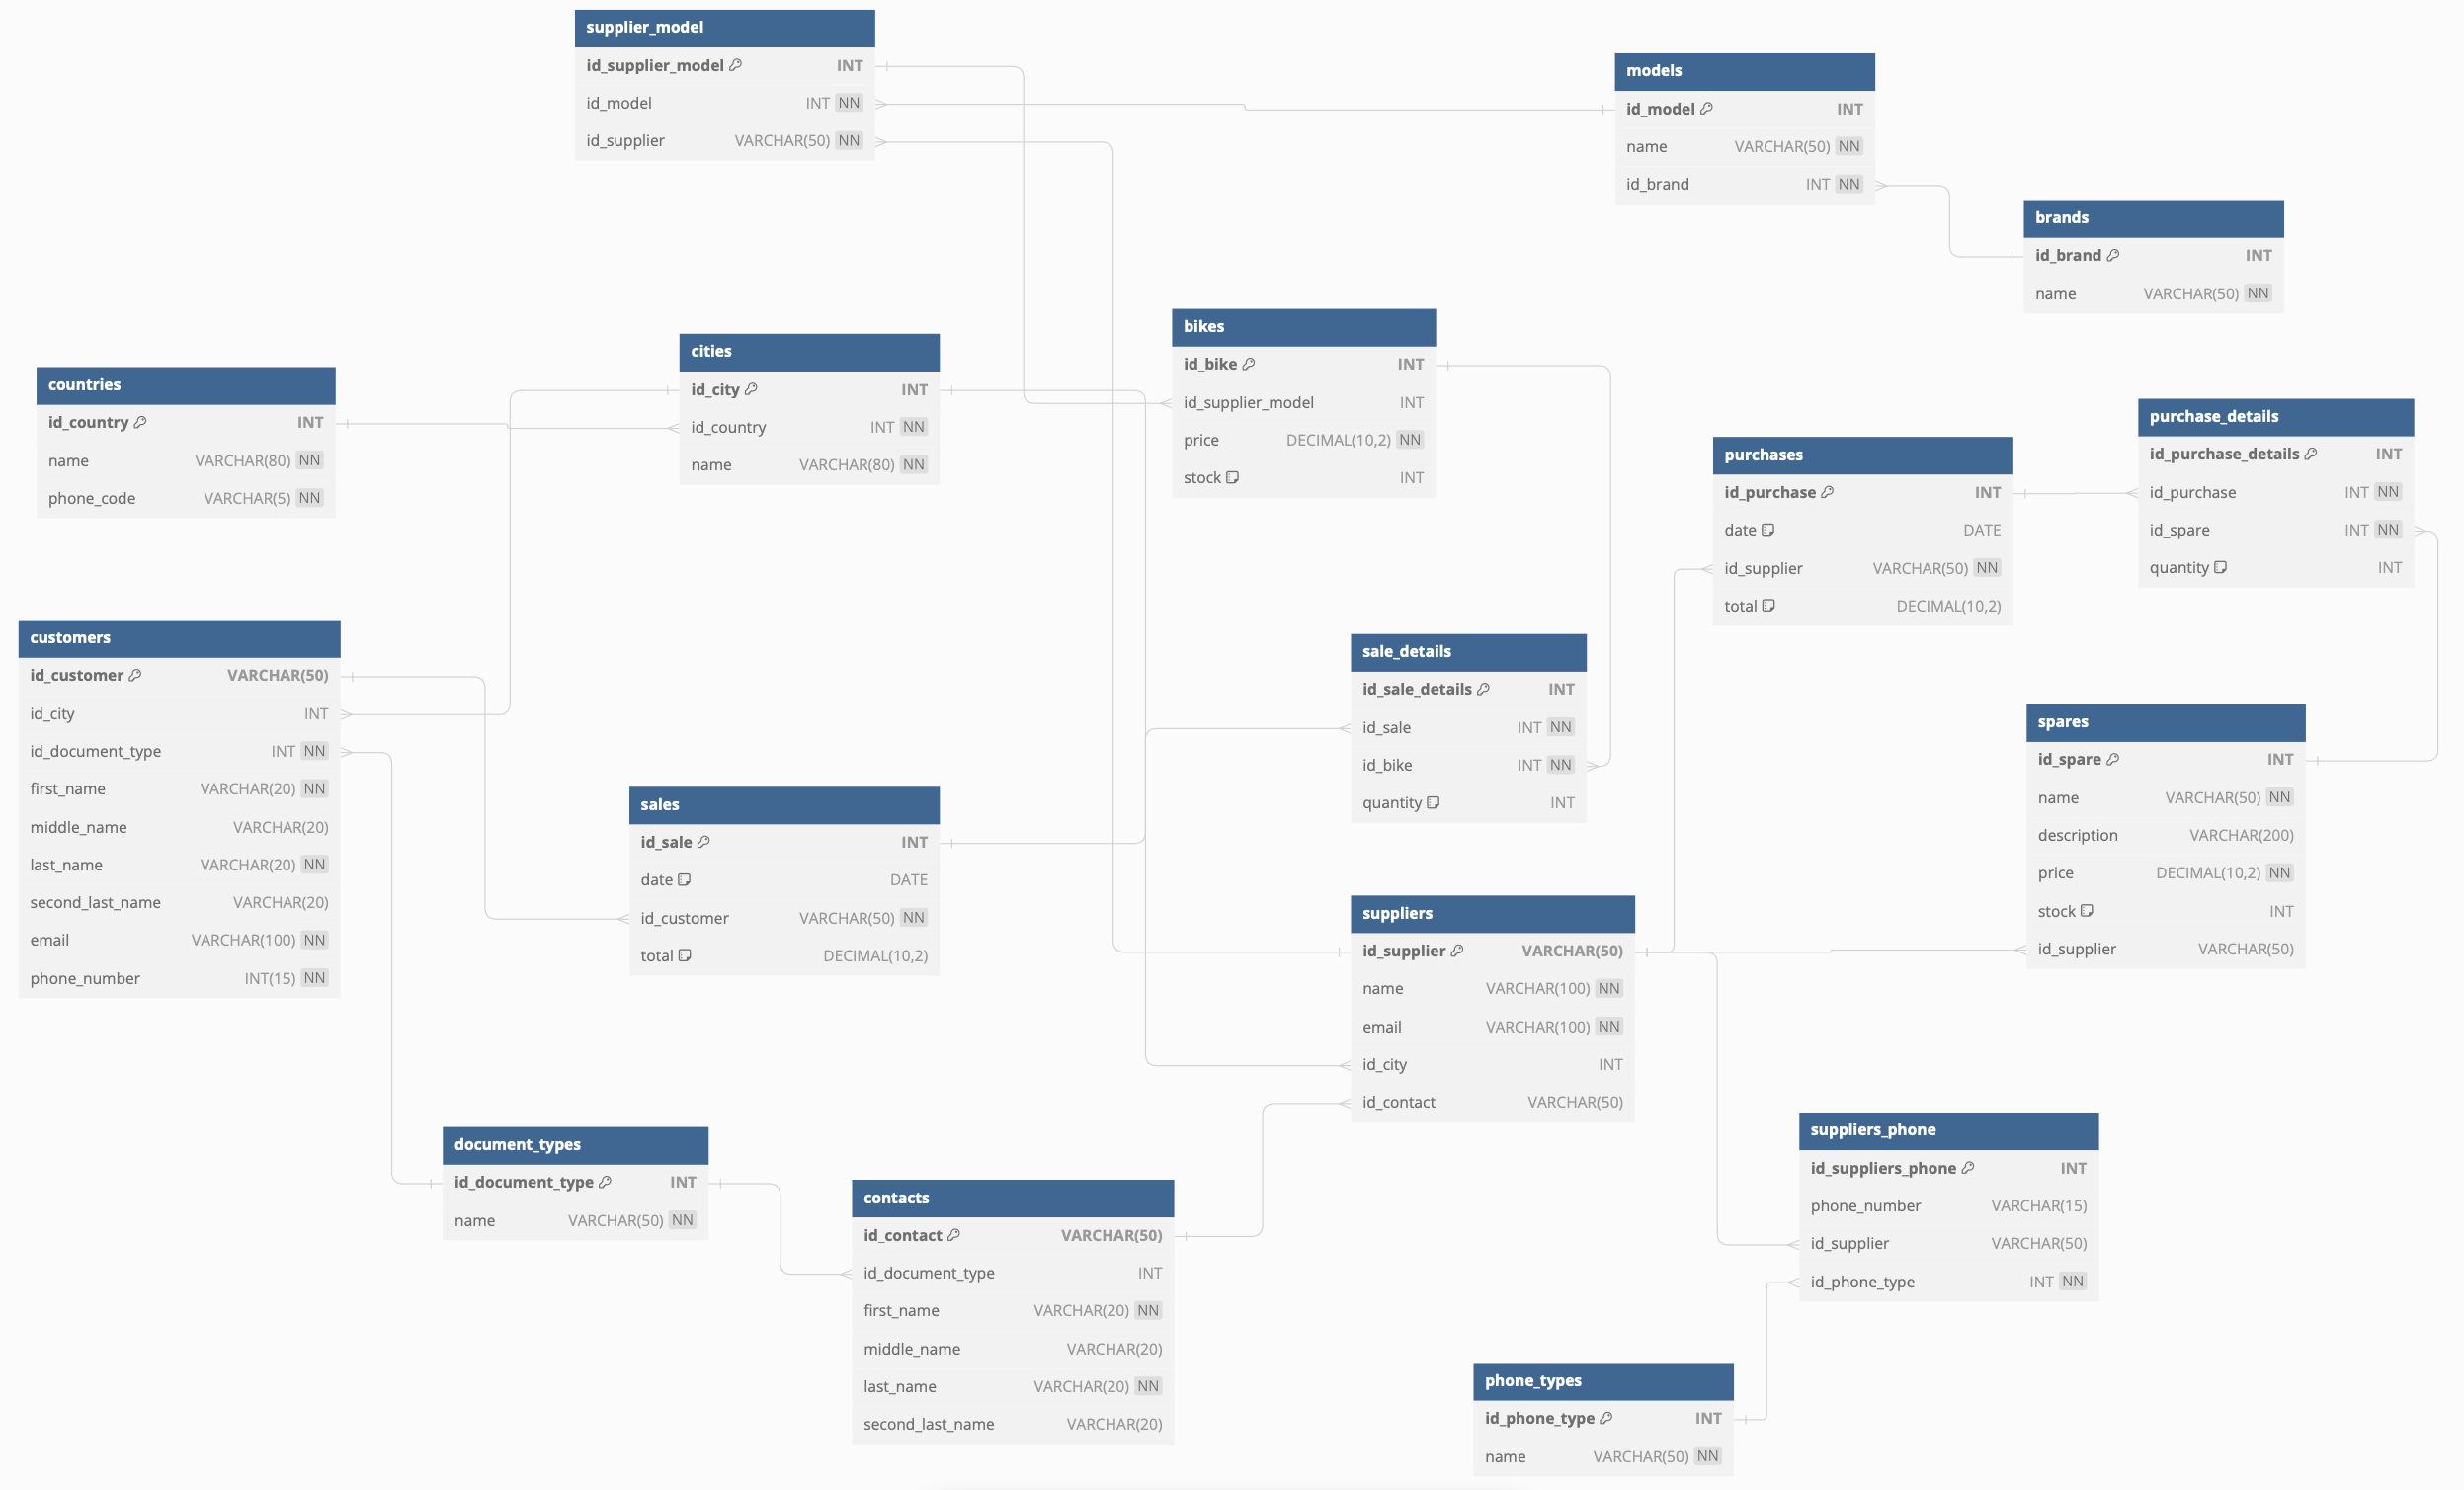 supplier_model
id_supplier_model INT
id_model INT NN
id_supplier VARCHAR(50) NN
models
id_model INT
name VARCHAR(50) NN
id_brand INT NN
brands
id_brand INT
name VARCHAR(50) NN
bikes
id_bike INT
id_supplier_model INT
price DECIMAL(10,2) NN
stock INT
cities
id_city INT
id_country INT NN
name VARCHAR(80) NN
countries
id_country INT
name VARCHAR(80) NN
phone_code VARCHAR(5) NN
purchase_details
id_purchase_details INT
id_purchase INT NN
id_spare INT NN
quantity INT
purchases
id_purchase INT
date DATE
id_supplier VARCHAR(50) NN
total DECIMAL(10,2)
customers
id_customer VARCHAR(50)
id_city INT
id_document_type INT NN
first_name VARCHAR(20) NN
middle_name VARCHAR(20)
last_name VARCHAR(20) NN
second_last_name VARCHAR(20)
email VARCHAR(100) NN
phone_number INT(15) NN
sale_details
id_sale_details INT
id_sale INT NN
id_bike INT NN
quantity INT
spares
id_spare INT
name VARCHAR(50) NN
description VARCHAR(200)
price DECIMAL(10,2) NN
stock INT
id_supplier VARCHAR(50)
sales
id_sale INT
date DATE
id_customer VARCHAR(50) NN
total DECIMAL(10,2)
suppliers
id_supplier VARCHAR(50)
name VARCHAR(100) NN
email VARCHAR(100) NN
id_city INT
id_contact VARCHAR(50)
document_types
id_document_type INT
name VARCHAR(50) NN
contacts
id_contact VARCHAR(50)
id_document_type INT
first_name VARCHAR(20) NN
middle_name VARCHAR(20)
last_name VARCHAR(20) NN
second_last_name VARCHAR(20)
suppliers_phone
id_suppliers_phone INT
phone_number VARCHAR(15)
id_supplier VARCHAR(50)
id_phone_type INT NN
phone_types
id_phone_type INT
name VARCHAR(50) NN